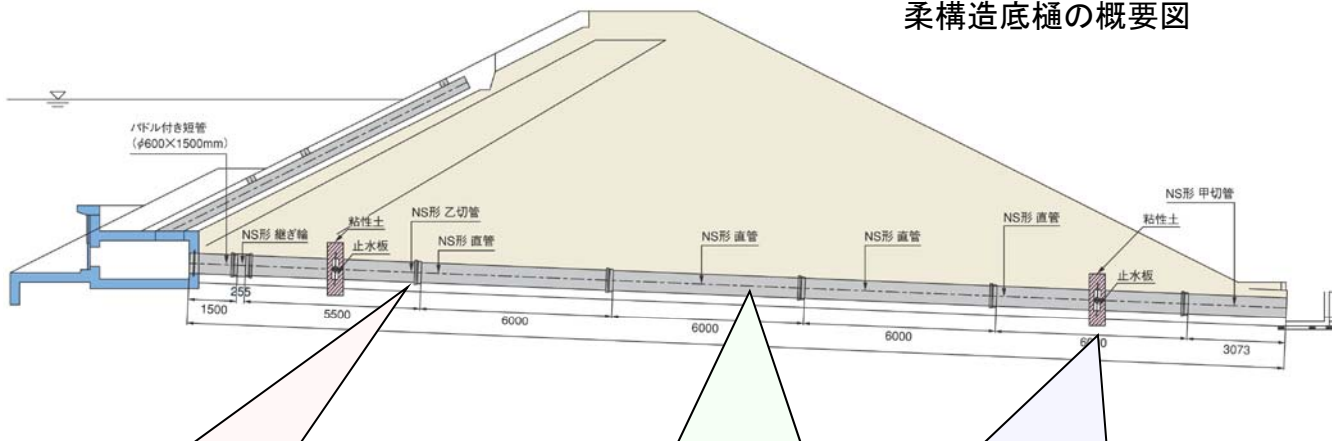 柔構造底樋の概要図
パドル付き短管
(φ600×1500mm)
NS形 継ぎ輪
粘性土
止水板
NS形 乙切管
NS形 直管
NS形 直管
NS形 直管
NS形 直管
粘性土
止水板
NS形 甲切管
1500
255
5500
6000
6000
6000
3073